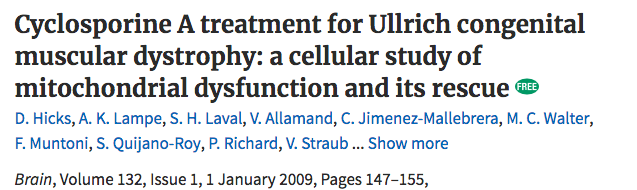 Cyclosporine A treatment for Ullrich congenital
muscular dystrophy: a cellular study of
mitochondrial dysfunction and its rescue FREE
D. Hicks, A. K. Lampe, S. H. Laval, V. Allamand, C. Jimenez-Mallebrera, M. C. Walter,
F. Muntoni, S. Quijano-Roy, P. Richard, V. Straub ... Show more
Brain, Volume 132, Issue 1, 1 January 2009, Pages 147–155,